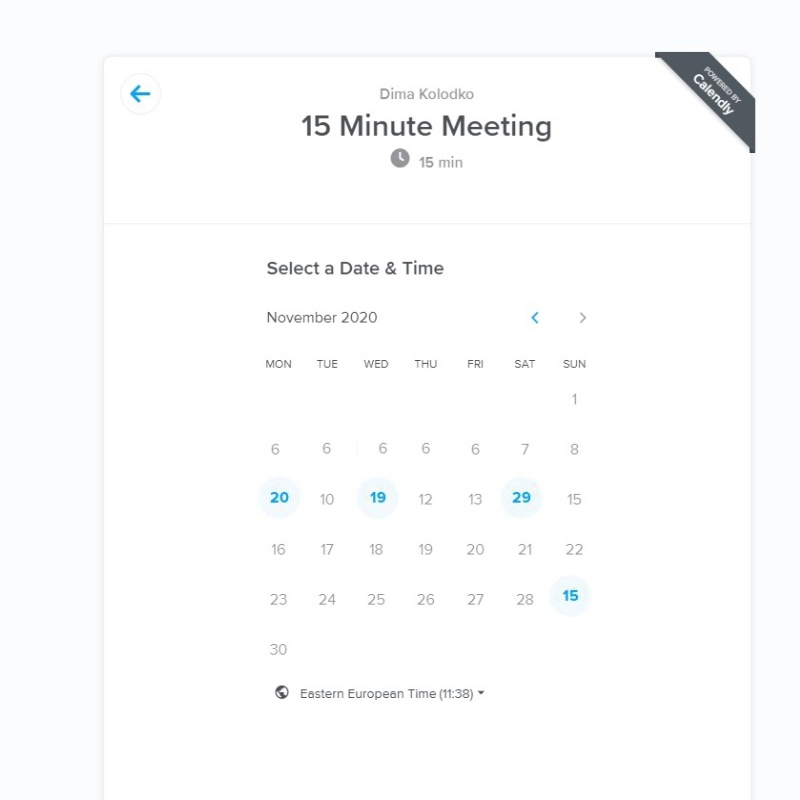 POWERED BY
Calendly
Dima Kolodko
15 Minute Meeting
15 min
Select a Date & Time
November 2020
MON TUE WED THU FRI SAT SUN
1
6 6 6 6 6 7 8
20 10 19 12 13 29 15
16 17 18 19 20 21 22
23 24 25 26 27 28 15
30
Eastern European Time (11:38)